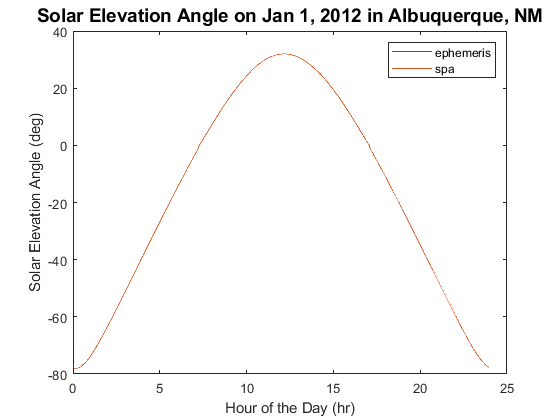 Solar Elevation Angle on Jan 1, 2012 in Albuquerque, NM
ephemeris
spa
Solar Elevation Angle (deg)
40
20
0
-20
-40
-60
-80
0 5 10 15 20 25
Hour of the Day (hr)